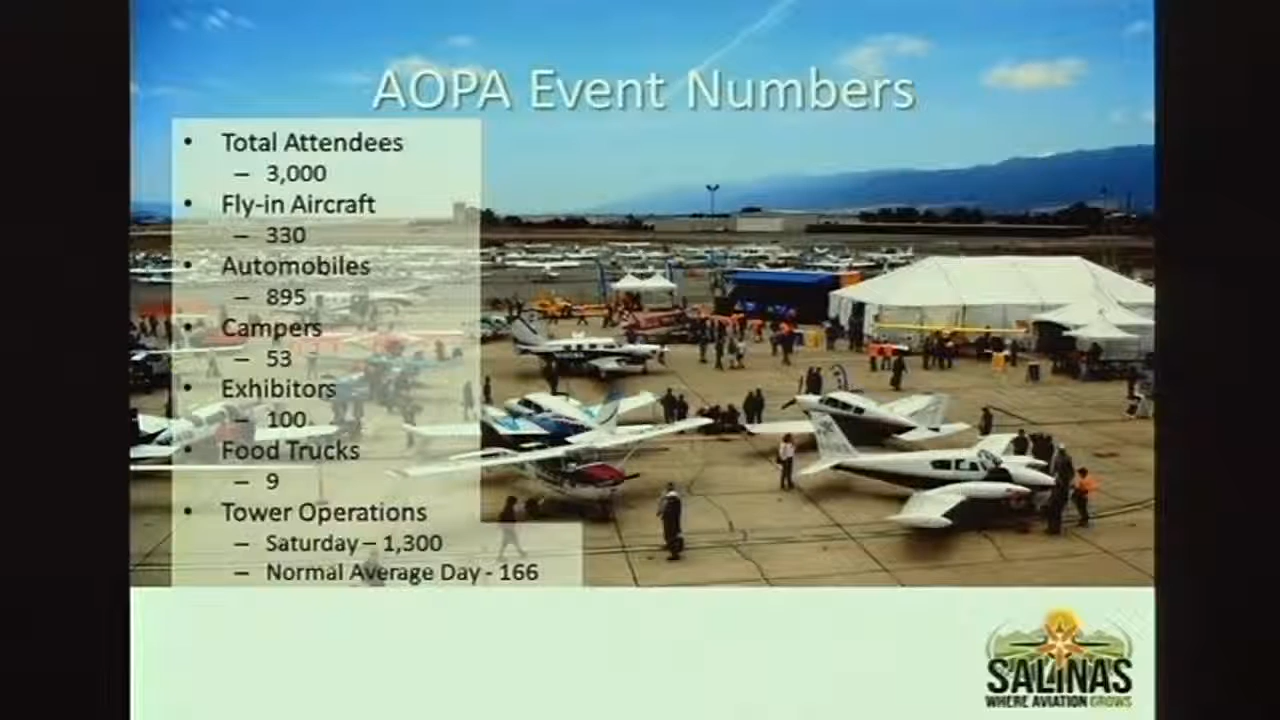 AOPA Event Numbers
• Total Attendees
– 3,000
• Fly-in Aircraft
– 330
• Automobiles
– 895
• Campers
– 53
• Exhibitors
– 100
• Food Trucks
– 9
• Tower Operations
– Saturday – 1,300
– Normal Average Day - 166
SALINAS
WHERE AVIATION GROWS